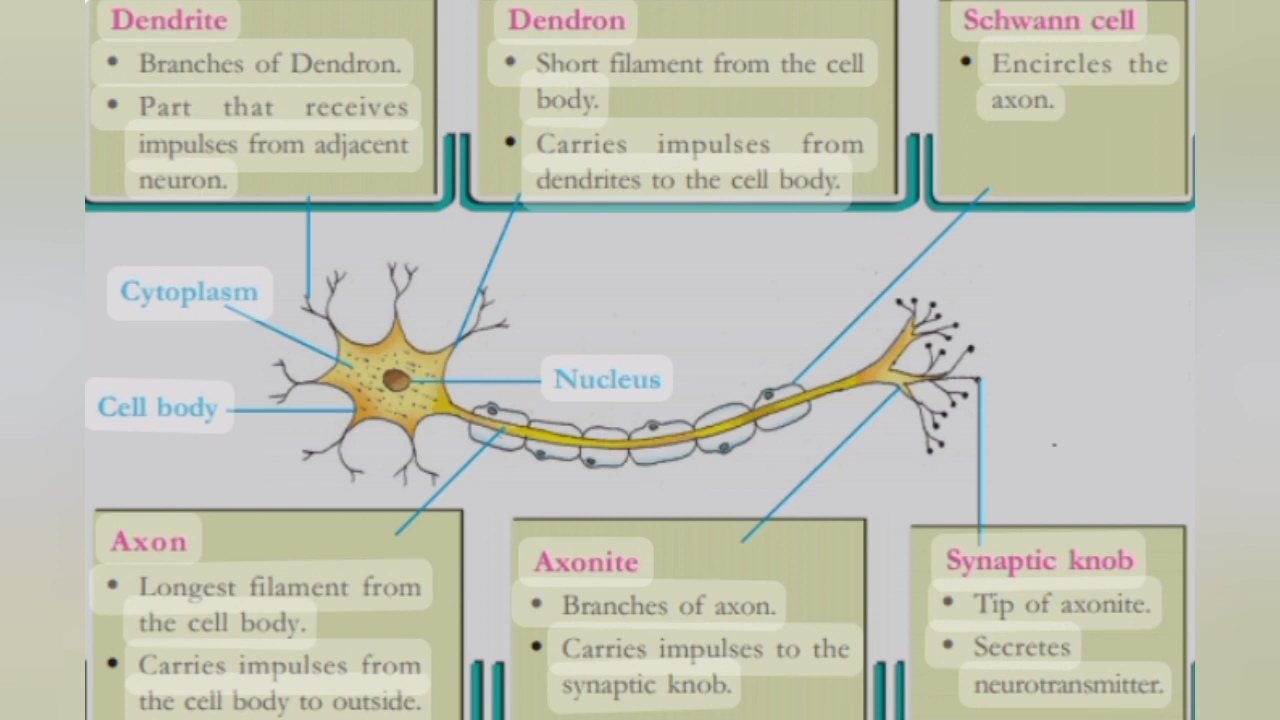 Dendrite
• Branches of Dendron.
• Part that receives
impulses from adjacent
neuron.
Dendron
• Short filament from the cell
body.
• Carries impulses from
dendrites to the cell body.
Schwann cell
• Encircles the
axon.
Cytoplasm
Nucleus
Cell body
Axon
• Longest filament from
the cell body.
• Carries impulses from
the cell body to outside.
Axonite
• Branches of axon.
• Carries impulses to the
synaptic knob.
Synaptic knob
• Tip of axonite.
• Secretes
neurotransmitter.